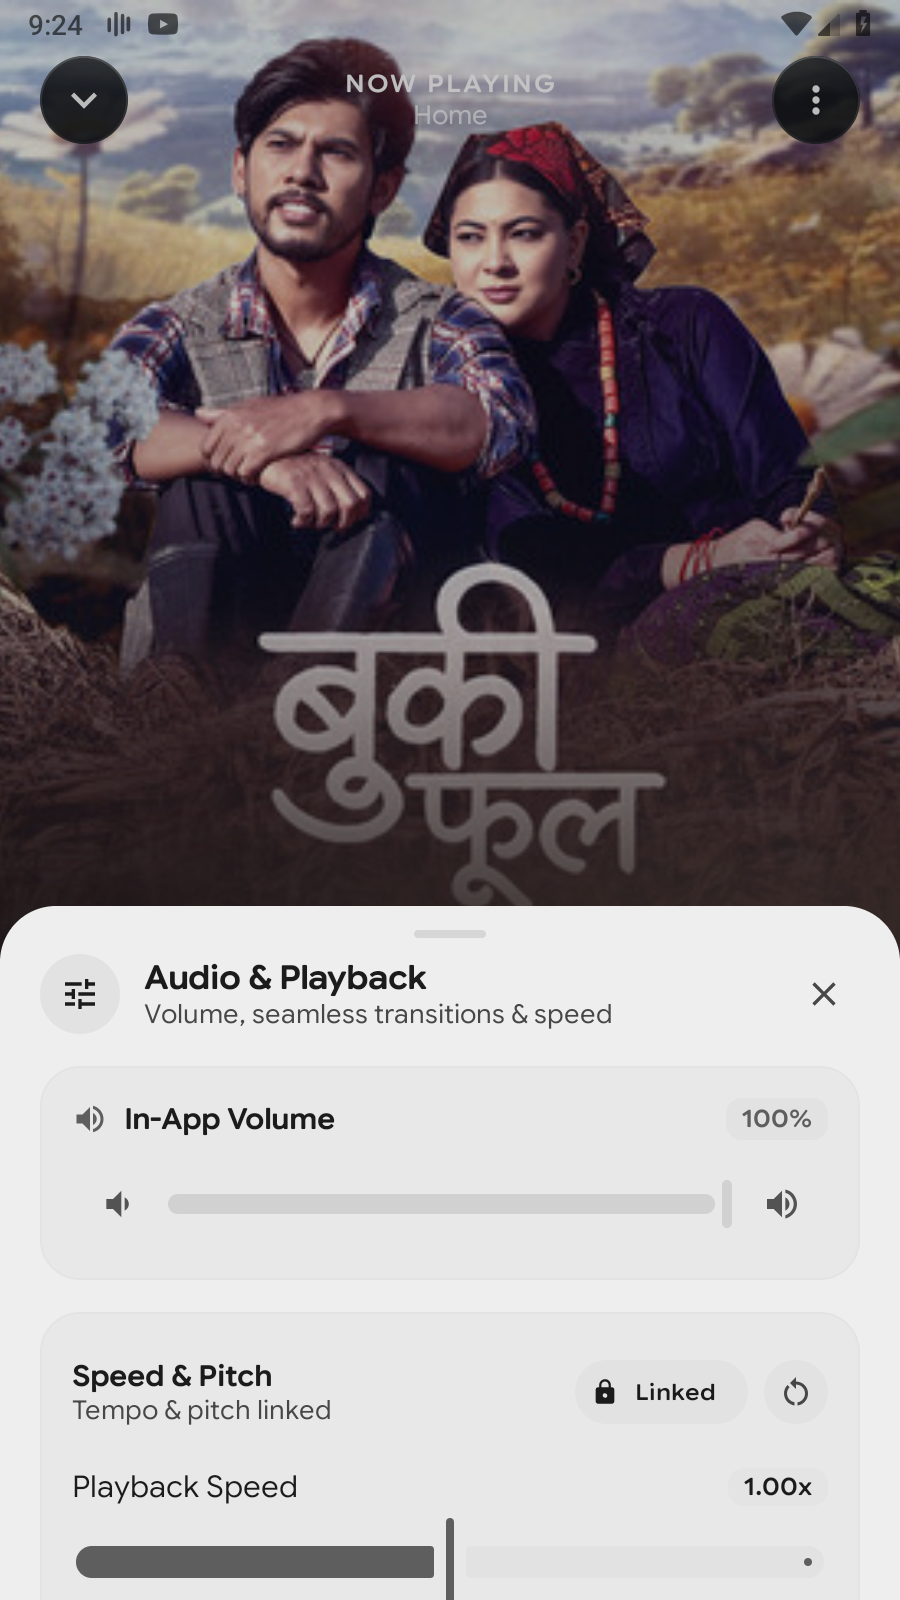 9:24
NOW PLAYING
Home
बुकी
फूल
Audio & Playback
Volume, seamless transitions & speed
In-App Volume
100%
Speed & Pitch
Tempo & pitch linked
Linked
Playback Speed
1.00x